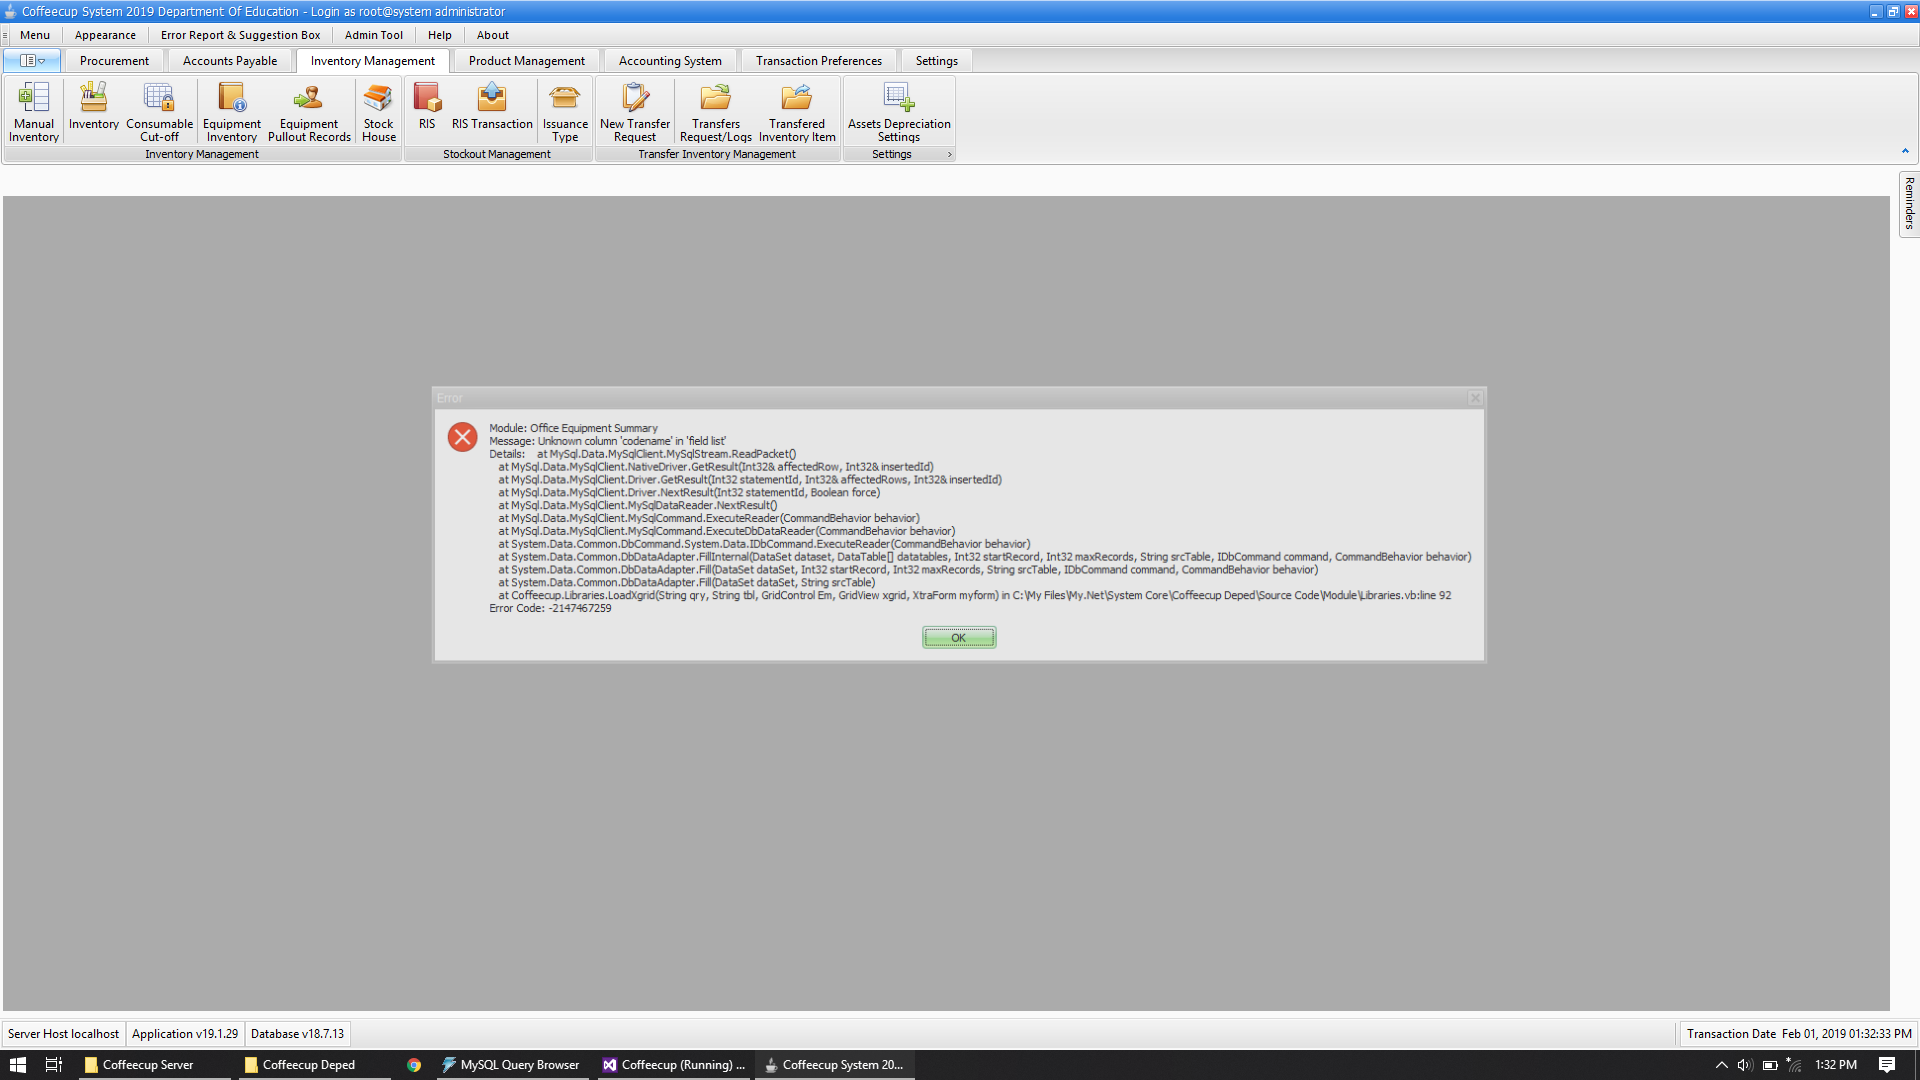 Coffeecup System 2019 Department Of Education - Login as root@system administrator
Menu Appearance Error Report & Suggestion Box Admin Tool Help About
Procurement Accounts Payable Inventory Management Product Management Accounting System Transaction Preferences Settings
Manual Inventory
Inventory
Consumable Cut-off
Equipment Inventory
Equipment Pullout Records
Stock House
RIS
RIS Transaction
Issuance Type
New Transfer Request
Transfers Request/Logs
Transfered Inventory Item
Assets Depreciation Settings
Inventory Management
Stockout Management
Transfer Inventory Management
Settings
Reminders
Error
Module: Office Equipment Summary
Message: Unknown column 'codename' in 'field list'
Details: at MySql.Data.MySqlClient.MySqlStream.ReadPacket()
at MySql.Data.MySqlClient.NativeDriver.GetResult(Int32& affectedRow, Int32& insertedId)
at MySql.Data.MySqlClient.Driver.GetResult(Int32 statementId, Int32& affectedRows, Int32& insertedId)
at MySql.Data.MySqlClient.Driver.NextResult(Int32 statementId, Boolean force)
at MySql.Data.MySqlClient.MySqlDataReader.NextResult()
at MySql.Data.MySqlClient.MySqlCommand.ExecuteReader(CommandBehavior behavior)
at MySql.Data.MySqlClient.MySqlCommand.ExecuteDbDataReader(CommandBehavior behavior)
at System.Data.Common.DbCommand.System.Data.IDbCommand.ExecuteReader(CommandBehavior behavior)
at System.Data.Common.DbDataAdapter.FillInternal(DataSet dataset, DataTable[] datatables, Int32 startRecord, Int32 maxRecords, String srcTable, IDbCommand command, CommandBehavior behavior)
at System.Data.Common.DbDataAdapter.Fill(DataSet dataSet, Int32 startRecord, Int32 maxRecords, String srcTable, IDbCommand command, CommandBehavior behavior)
at System.Data.Common.DbDataAdapter.Fill(DataSet dataSet, String srcTable)
at Coffeecup.Libraries.LoadXgrid(String qry, String tbl, GridControl Em, GridView xgrid, XtraForm myform) in C:\My Files\My.Net\System Core\Coffeecup Deped\Source Code\Module\Libraries.vb:line 92
Error Code: -2147467259
OK
Server Host localhost Application v19.1.29 Database v18.7.13
Transaction Date Feb 01, 2019 01:32:33 PM
Coffeecup Server
Coffeecup Deped
MySQL Query Browser
Coffeecup (Running) ...
Coffeecup System 20...
1:32 PM